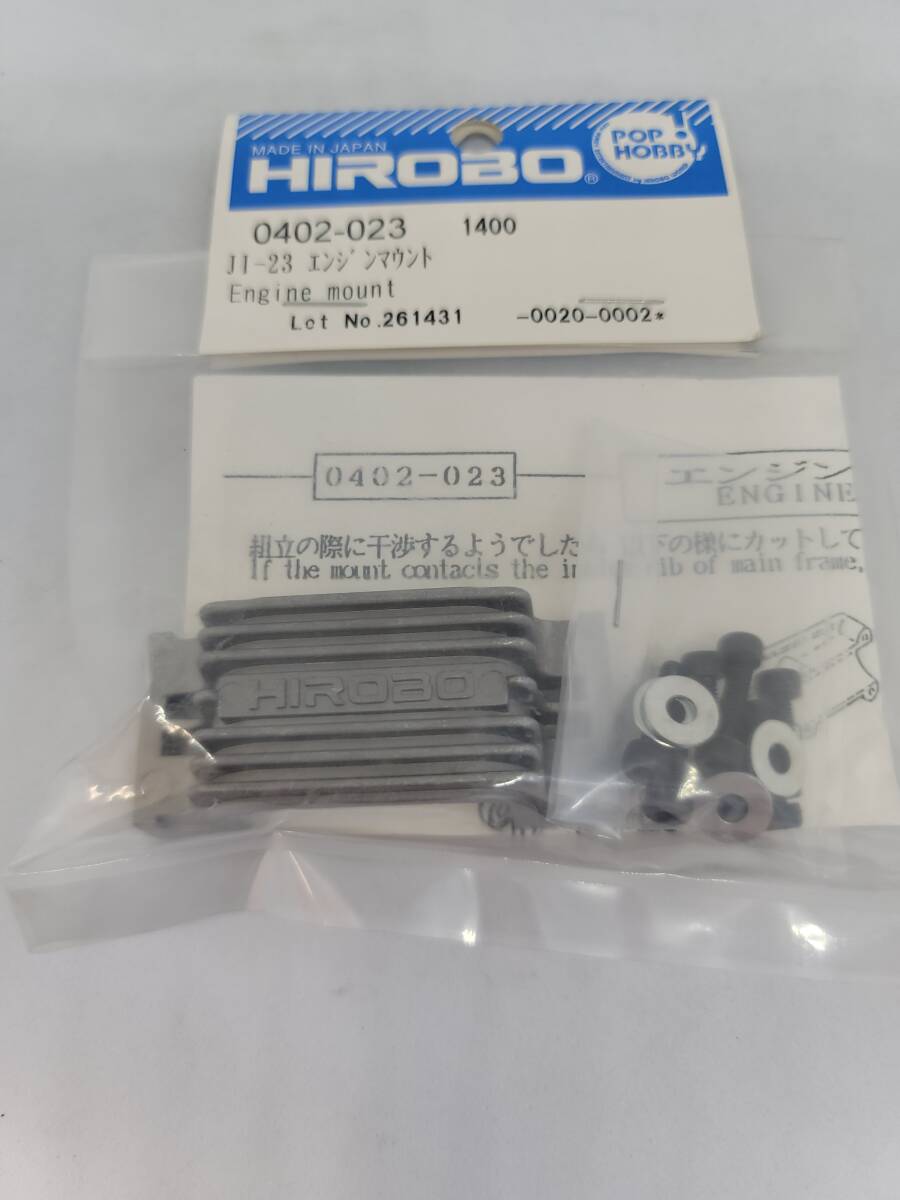 MADE IN JAPAN
HIROBO®
POP HOBBY!
0402-023 1400
JI-23 エンジンマウント
Engine mount
Lot No.261431 -0020-0002*
0402-023
エンジン
ENGINE
組立の際に干渉するようでした 下の様にカットして
If the mount contacts the rib of main frame,
HIROBO